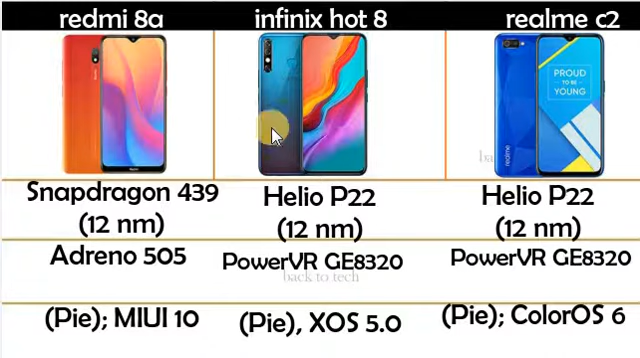 redmi 8a
infinix hot 8
realme c2
PROUD
TO BE
YOUNG
realme
Snapdragon 439
(12 nm)
Helio P22
(12 nm)
Helio P22
(12 nm)
Adreno 505
PowerVR GE8320
PowerVR GE8320
back to tech
(Pie); MIUI 10
(Pie), XOS 5.0
(Pie); ColorOS 6